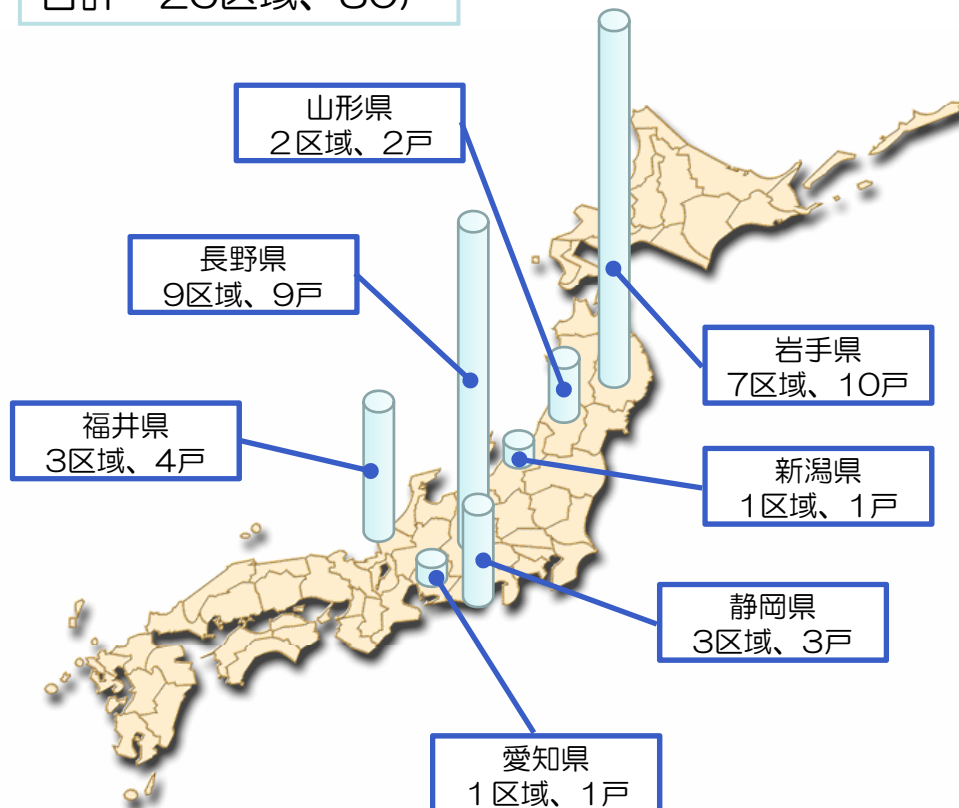 山形県
２区域、２戸
長野県
９区域、９戸
岩手県
７区域、１０戸
福井県
３区域、４戸
新潟県
１区域、１戸
静岡県
３区域、３戸
愛知県
１区域、１戸